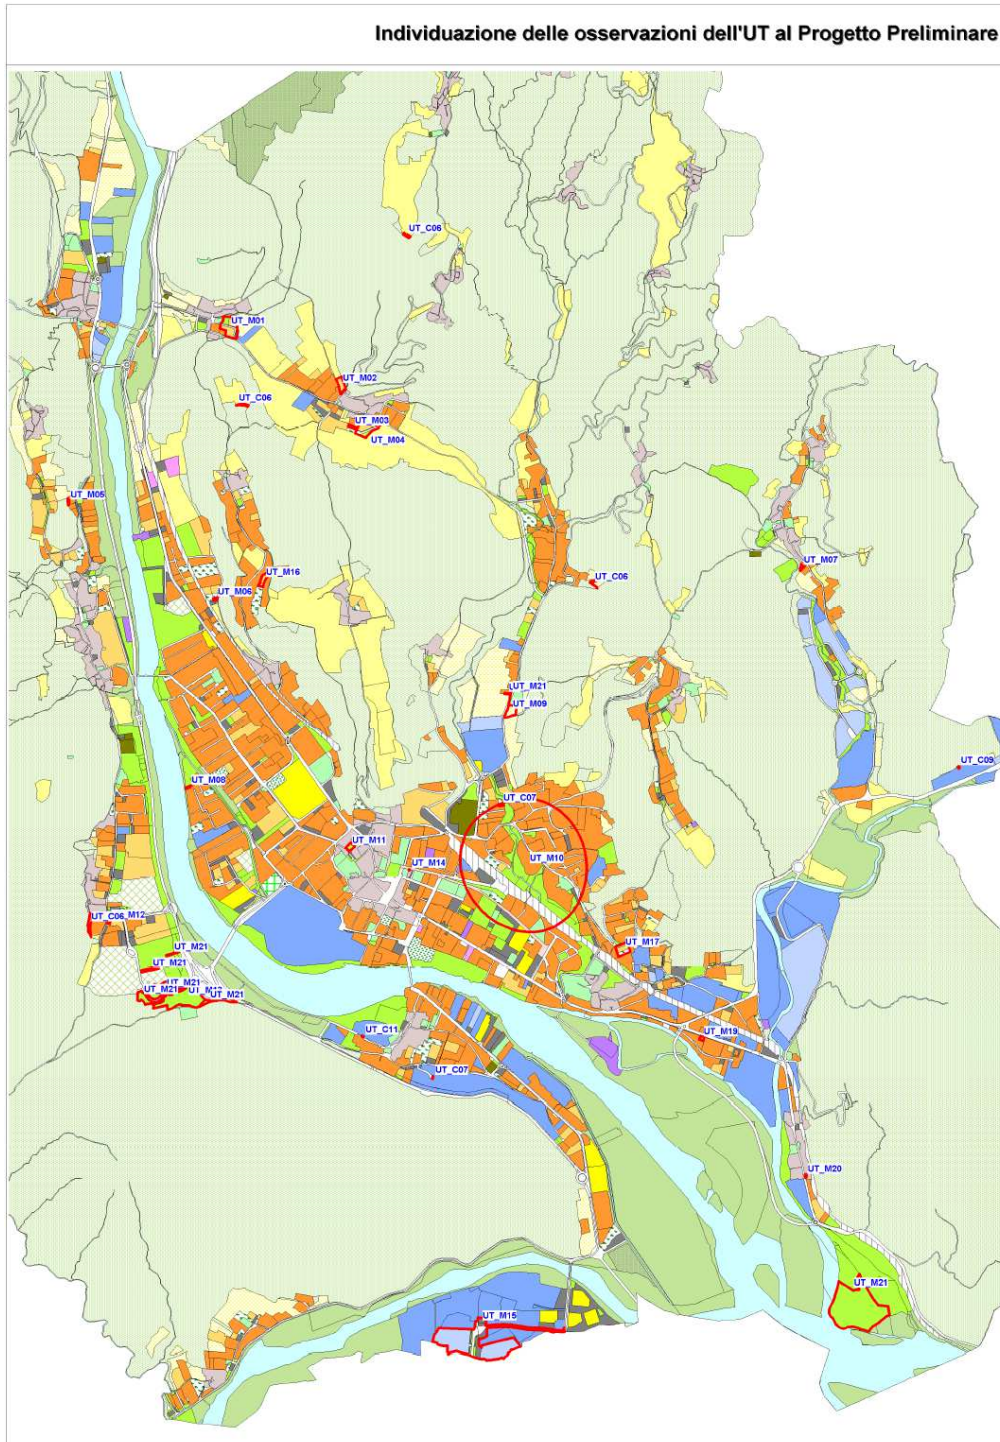 Individuazione delle osservazioni dell'UT al Progetto Preliminare
UT_C06
UT_M01
UT_M02
UT_C06
UT_M03
UT_M04
UT_M05
UT_M07
UT_M16
UT_C05
UT_M06
UT_M21
UT_M09
UT_C09
UT_M08
UT_C07
UT_M11
UT_M10
UT_M14
UT_C06 M12
UT_M17
UT_M21
UT_M21
UT_M21
UT_M21
UT_M21
UT_C11
UT_M19
UT_C07
UT_M20
UT_M21
UT_M15